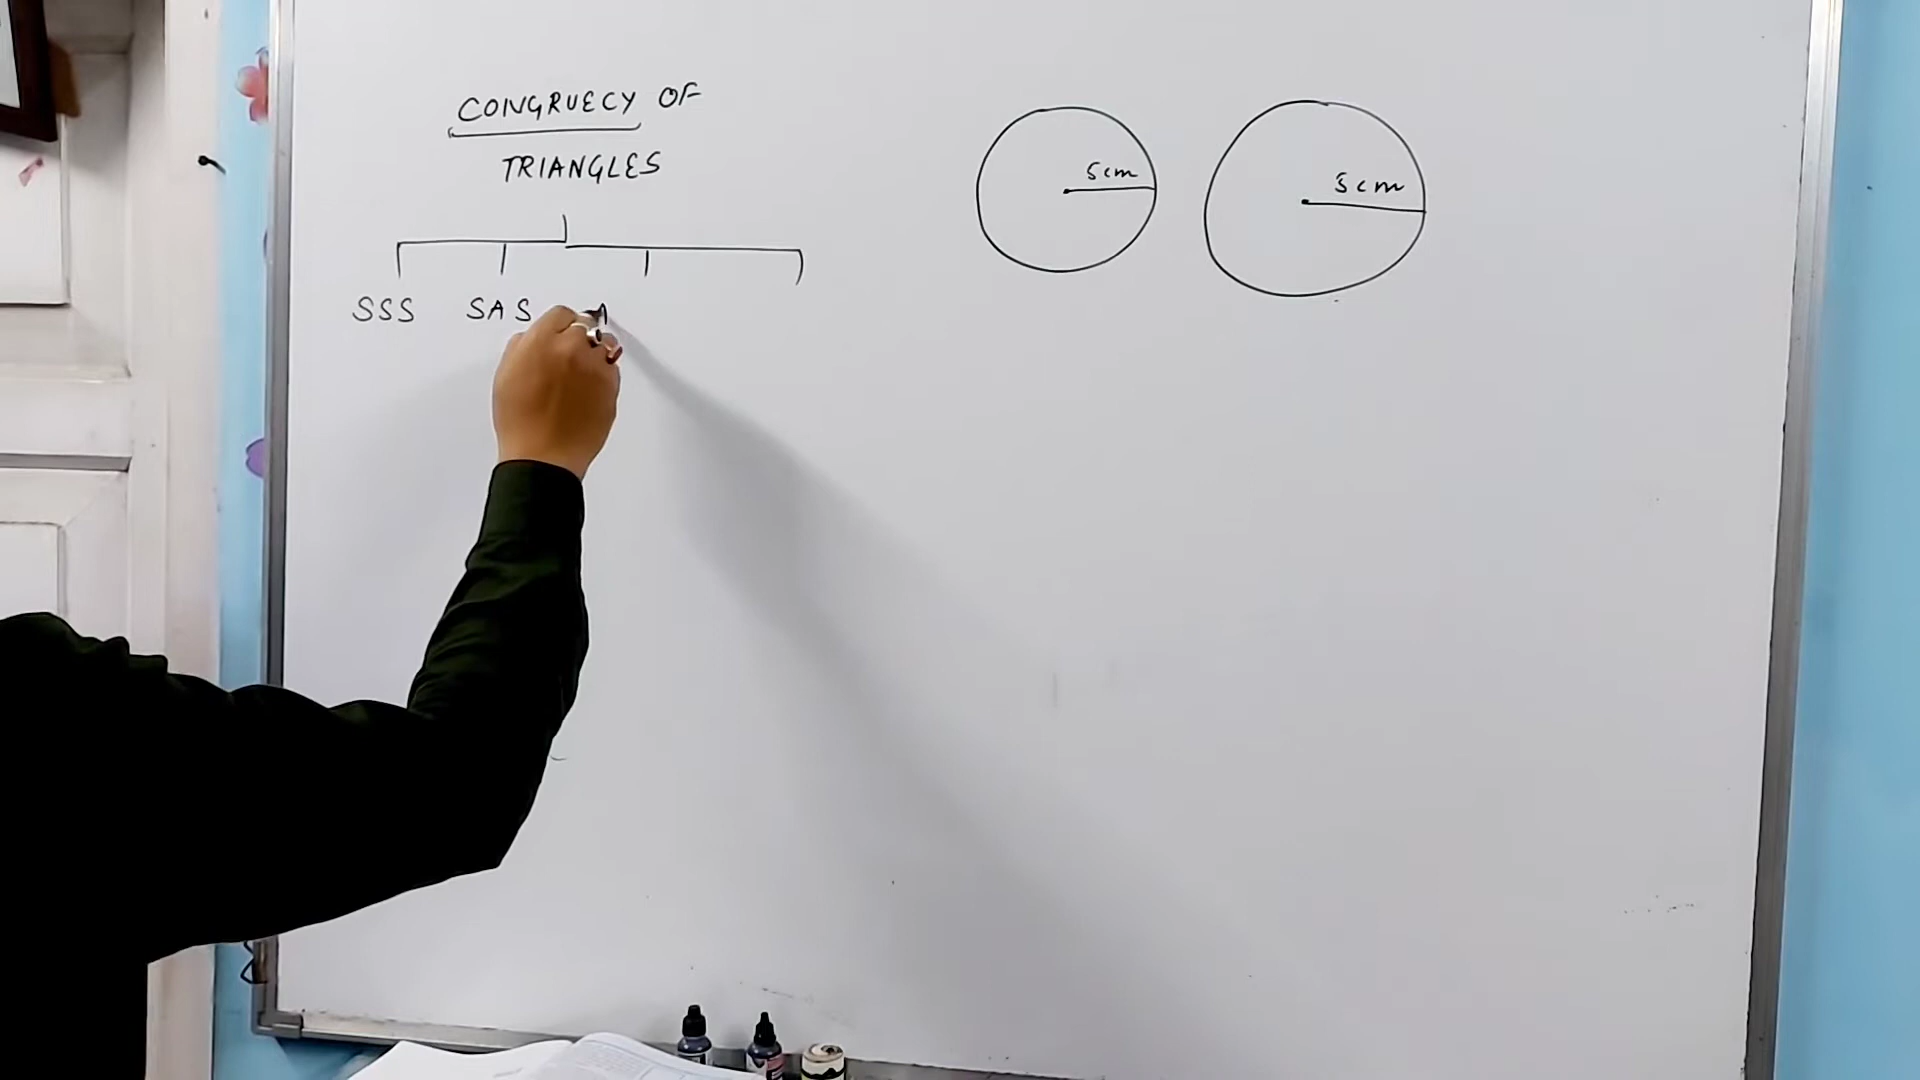 CONGRUECY OF
TRIANGLES
SSS SAS A
5cm
5cm